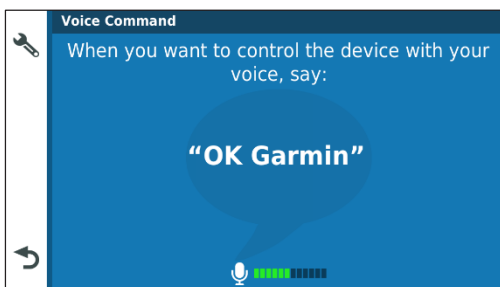 Voice Command
When you want to control the device with your
voice, say:
“OK Garmin”